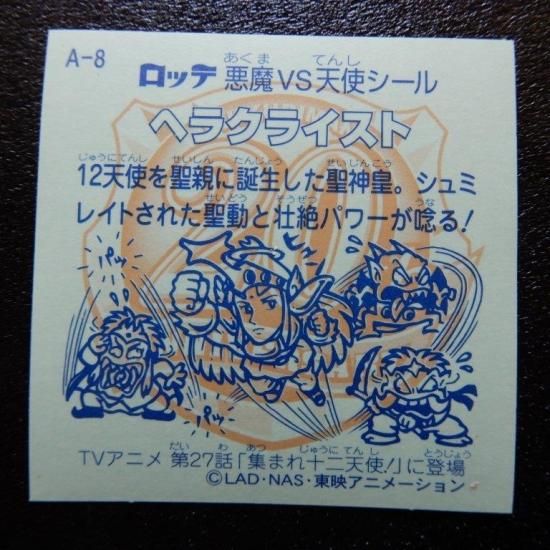 A-8
ロッテ 悪魔VS天使シール
あくま てんし
ヘラクライスト
じゅうにてんし せいしん たんじょう せいじんこう
12天使を聖親に誕生した聖神皇。シュミ
せいどう そうぜつ うな
レイトされた聖動と壮絶パワーが唸る!
パッ
パッ
TVアニメ 第27話「集まれ十二天使!」に登場
だい わ あつ じゅうに てんし とうじょう
©LAD・NAS・東映アニメーション